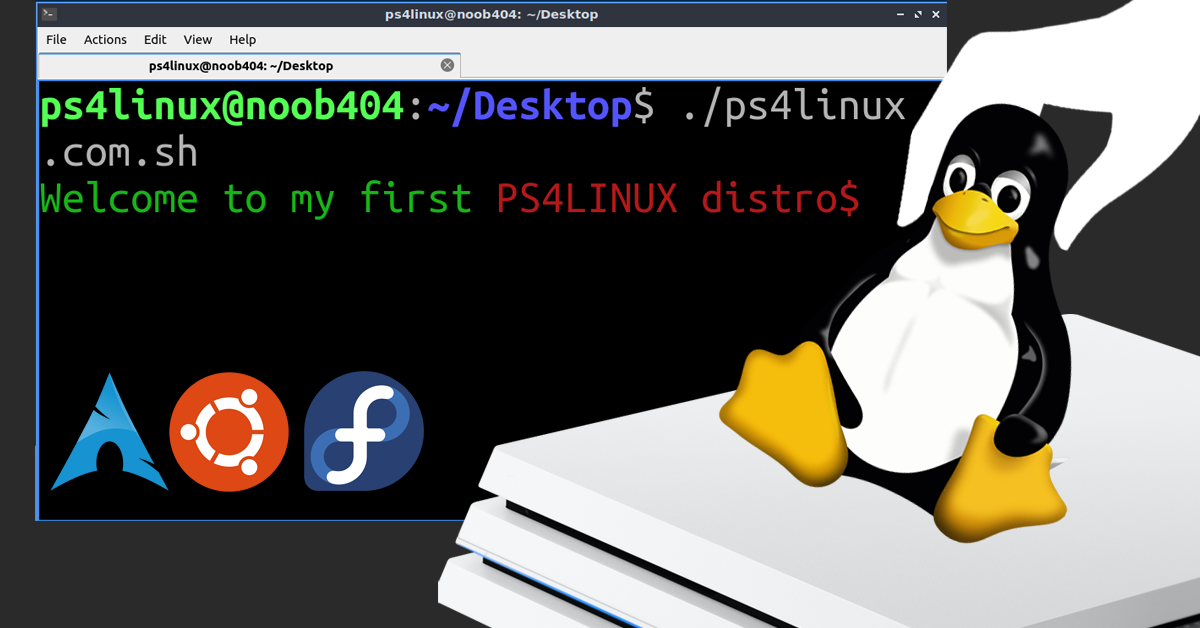 ps4linux@noob404: ~/Desktop
File Actions Edit View Help
ps4linux@noob404: ~/Desktop
ps4linux@noob404:~/Desktop$ ./ps4linux
.com.sh
Welcome to my first PS4LINUX distro$